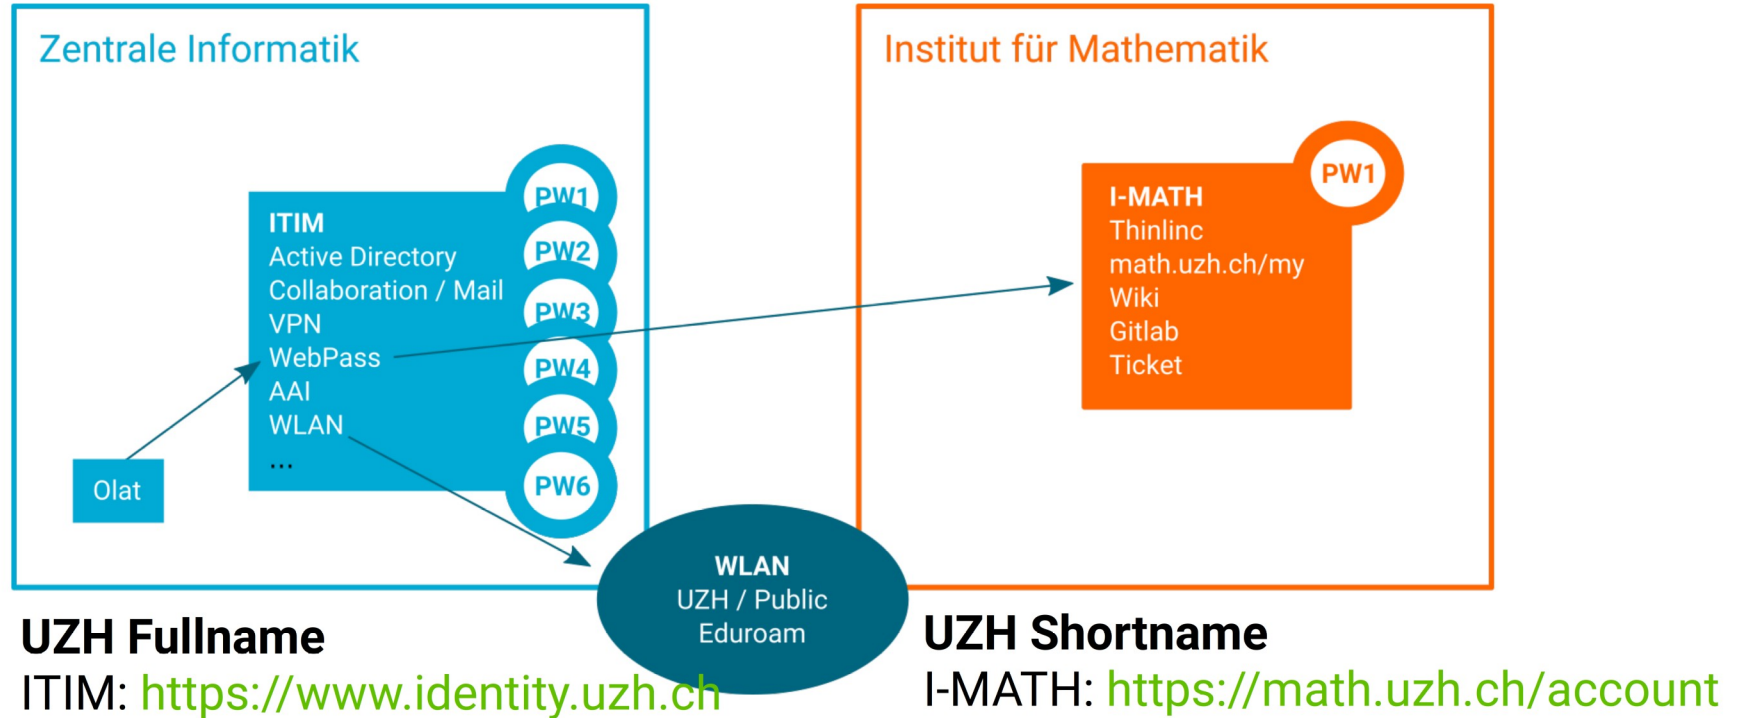 Zentrale Informatik
ITIM
Active Directory
Collaboration / Mail
VPN
WebPass
AAI
WLAN
...
PW1
PW2
PW3
PW4
PW5
PW6
Olat
Institut für Mathematik
I-MATH
Thinlinc
math.uzh.ch/my
Wiki
Gitlab
Ticket
PW1
WLAN
UZH / Public
Eduroam
UZH Fullname
ITIM: https://www.identity.uzh.ch
UZH Shortname
I-MATH: https://math.uzh.ch/account